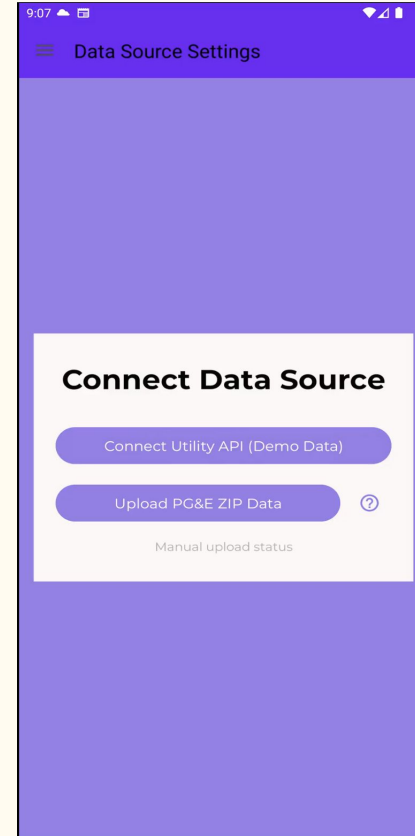 9:07
Data Source Settings
Connect Data Source
Connect Utility API (Demo Data)
Upload PG&E ZIP Data
?
Manual upload status